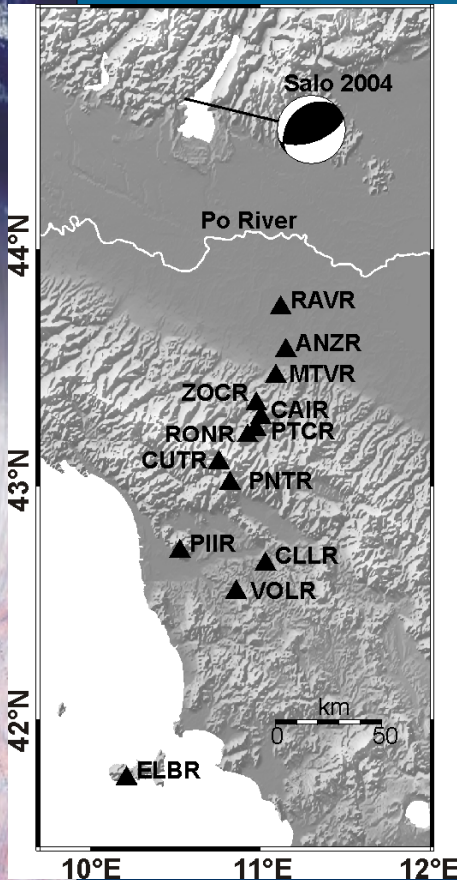 Salo 2004
Po River
44°N
RAVR
ANZR
MTVR
ZOCR
CAIR
PTCR
RONR
CUTR
43°N
PNTR
PIIR
CLLR
VOLR
42°N
km
0 50
ELBR
10°E 11°E 12°E